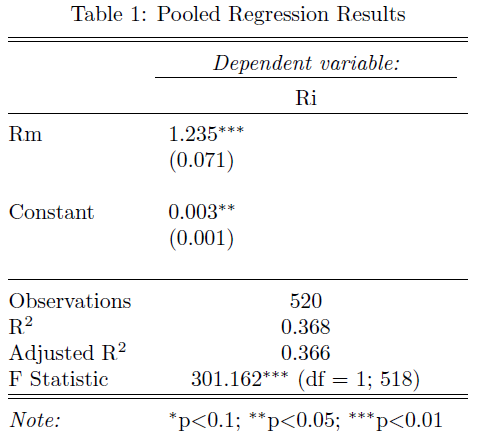 Table 1: Pooled Regression Results
Dependent variable:
Ri
Rm 1.235***
(0.071)
Constant 0.003**
(0.001)
Observations 520
R² 0.368
Adjusted R² 0.366
F Statistic 301.162*** (df = 1; 518)
Note: *p<0.1; **p<0.05; ***p<0.01